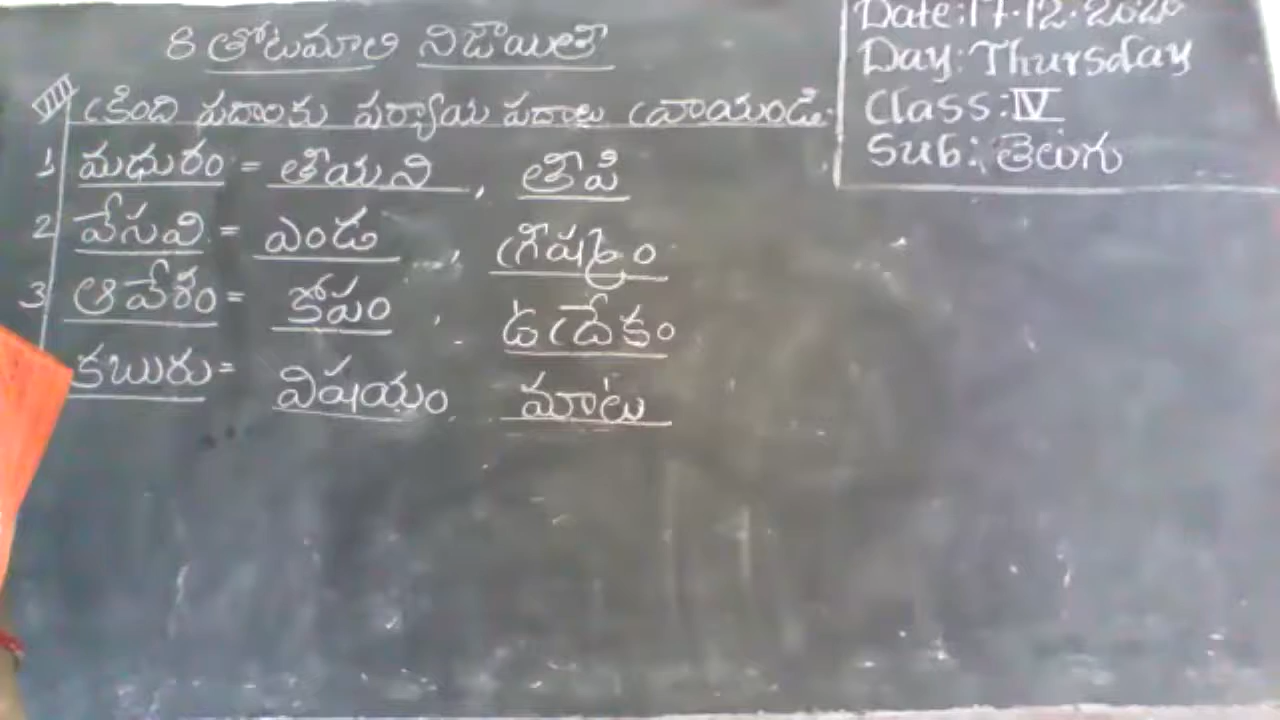 8 తోటమాలి నిజాయితీ
Date:17.12.2020
Day: Thursday
Class: IV
Sub: తెలుగు
III క్రింది పదాలకు పర్యాయ పదాలు వ్రాయండి.
1 మధురం = తీయని , తీపి
2 వేసవి = ఎండ , గ్రీష్మం
3 ఆవేశం = కోపం , ఉద్రేకం
కబురు = విషయం, మాట